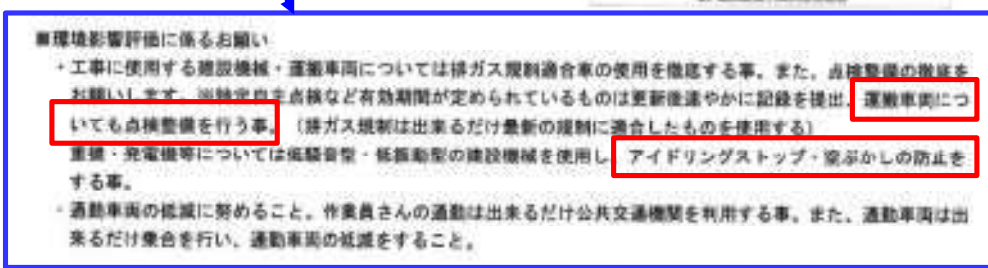 ■環境影響評価に係るお願い
・工事に使用する建設機械・運搬車両については排ガス規制適合車の使用を徹底する事。また、点検整備の徹底を
お願いします。※特定自主点検など有効期間が定められているものは更新後速やかに記録を提出、運搬車両につ
いても点検整備を行う事。（排ガス規制は出来るだけ最新の規制に適合したものを使用する）
重機・発電機等については低騒音型・低振動型の建設機械を使用し、アイドリングストップ・空ぶかしの防止を
する事。
・通勤車両の低減に努めること。作業員さんの通勤は出来るだけ公共交通機関を利用する事。また、通勤車両は出
来るだけ乗合を行い、通勤車両の低減をすること。